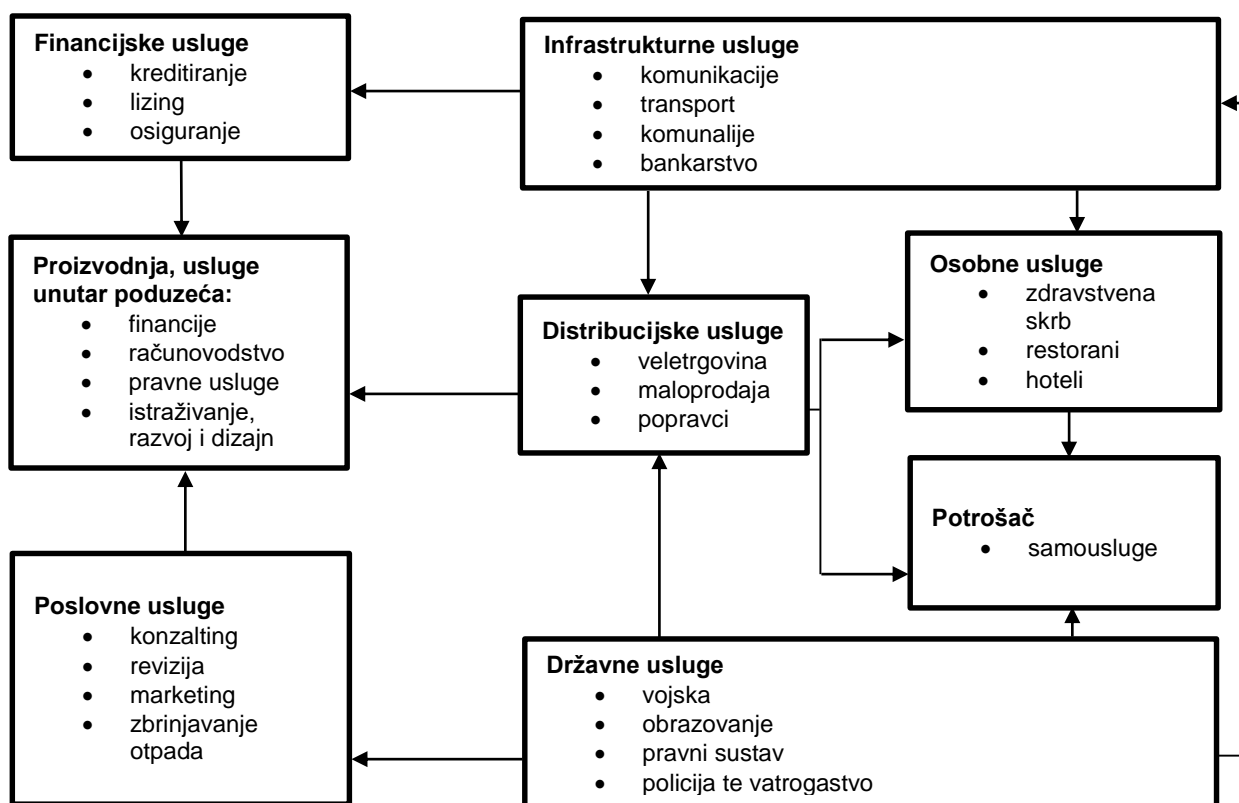 Financijske usluge
• kreditiranje
• lizing
• osiguranje
Infrastrukturne usluge
• komunikacije
• transport
• komunalije
• bankarstvo
Proizvodnja, usluge
unutar poduzeća:
• financije
• računovodstvo
• pravne usluge
• istraživanje,
razvoj i dizajn
Distribucijske usluge
• veletrgovina
• maloprodaja
• popravci
Osobne usluge
• zdravstvena
skrb
• restorani
• hoteli
Potrošač
• samousluge
Poslovne usluge
• konzalting
• revizija
• marketing
• zbrinjavanje
otpada
Državne usluge
• vojska
• obrazovanje
• pravni sustav
• policija te vatrogastvo